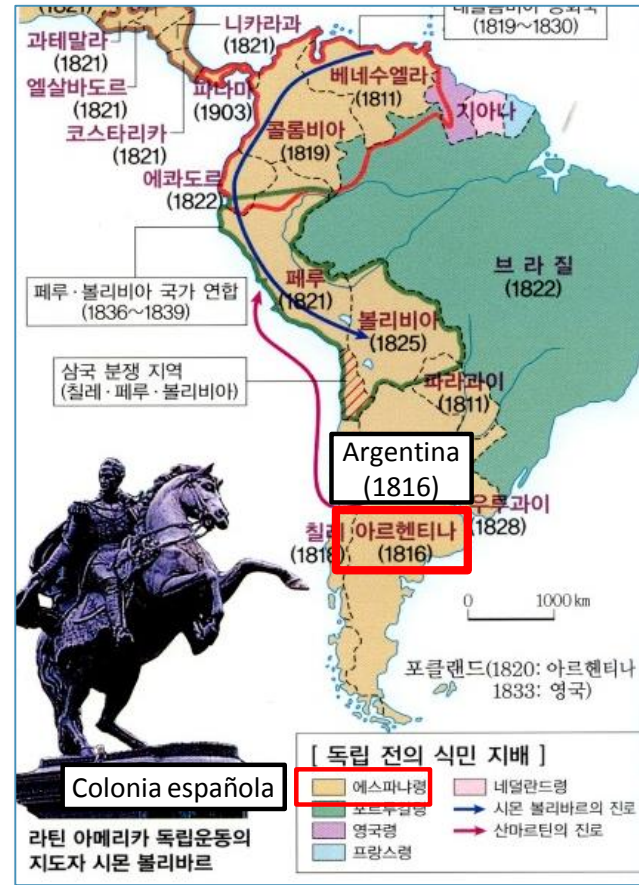 (1821)
니카라과
(1821)
(1819～1830)
과테말라
(1821)
엘살바도르
(1821)
파나마
(1903)
코스타리카
(1821)
베네수엘라
(1811)
지아나
콜롬비아
(1819)
에콰도르
(1822)
브라질
(1822)
페루·볼리비아 국가 연합
(1836～1839)
페루
(1821)
볼리비아
(1825)
삼국 분쟁 지역
(칠레·페루·볼리비아)
파라과이
(1811)
Argentina
(1816)
우루과이
(1828)
칠레
(1818)
아르헨티나
(1816)
0 1000km
포클랜드(1820: 아르헨티나
1833: 영국)
[ 독립 전의 식민 지배 ]
Colonia española
에스파냐령
포르투갈령
영국령
프랑스령
네덜란드령
시몬 볼리바르의 진로
산마르틴의 진로
라틴 아메리카 독립운동의
지도자 시몬 볼리바르